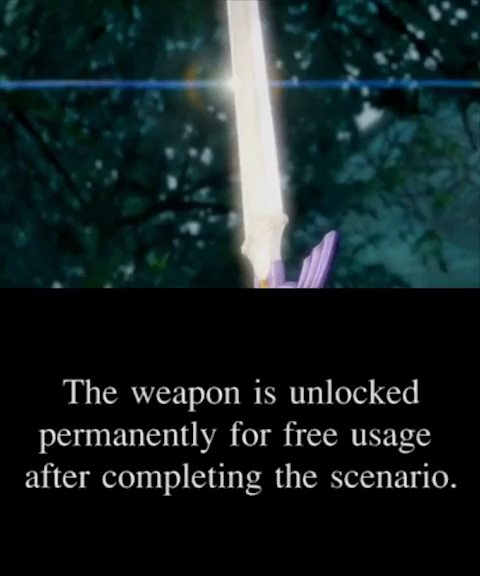 The weapon is unlocked
permanently for free usage
after completing the scenario.